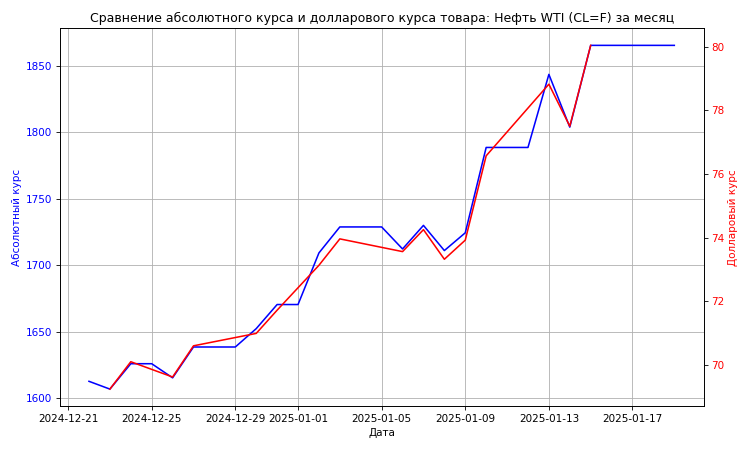 Сравнение абсолютного курса и долларового курса товара: Нефть WTI (CL=F) за месяц
Абсолютный курс
1850
1800
1750
1700
1650
1600
80
78
76
74
72
70
Долларовый курс
2024-12-21 2024-12-25 2024-12-29 2025-01-01 2025-01-05 2025-01-09 2025-01-13 2025-01-17
Дата